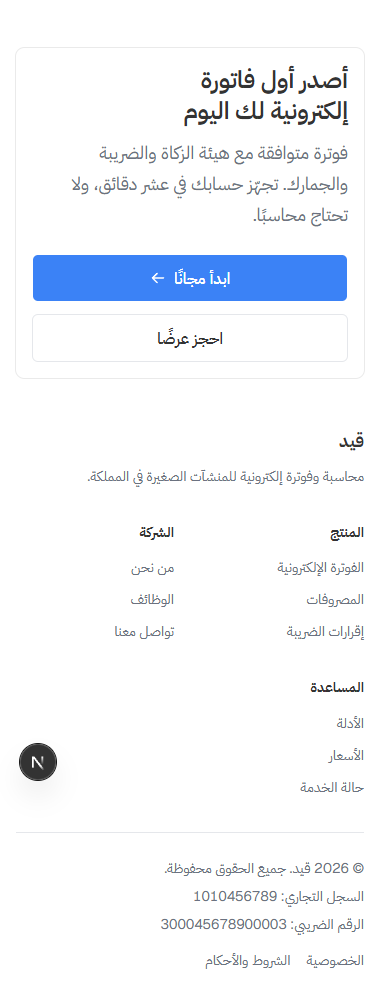 أصدر أول فاتورة
إلكترونية لك اليوم
فوترة متوافقة مع هيئة الزكاة والضريبة
والجمارك. تجهّز حسابك في عشر دقائق، ولا
تحتاج محاسبًا.
ابدأ مجانًا ←
احجز عرضًا
قيد
محاسبة وفوترة إلكترونية للمنشآت الصغيرة في المملكة.
المنتج
الفوترة الإلكترونية
المصروفات
إقرارات الضريبة
الشركة
من نحن
الوظائف
تواصل معنا
المساعدة
الأدلة
الأسعار
حالة الخدمة
N
© 2026 قيد. جميع الحقوق محفوظة.
السجل التجاري: 1010456789
الرقم الضريبي: 300045678900003
الخصوصية الشروط والأحكام